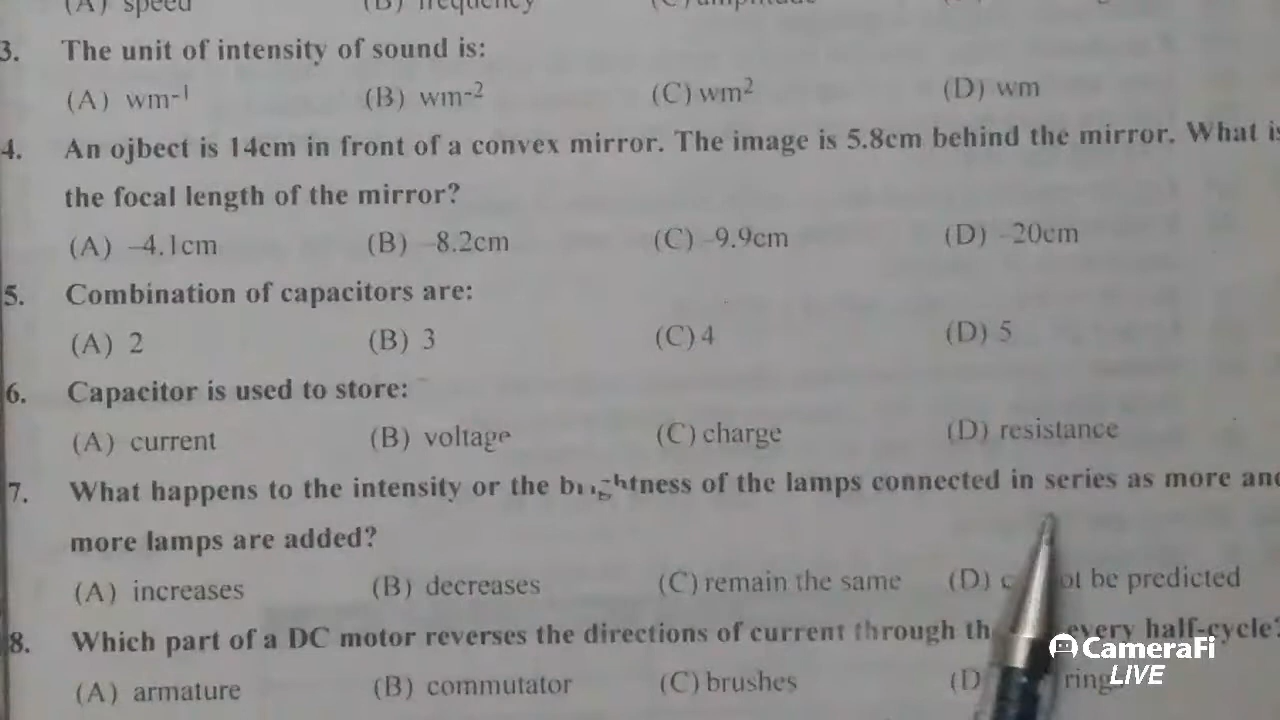 (A) speed (B) frequency (C) amplitude
3. The unit of intensity of sound is:
(A) wm-1 (B) wm-2 (C) wm2 (D) wm
4. An ojbect is 14cm in front of a convex mirror. The image is 5.8cm behind the mirror. What is
the focal length of the mirror?
(A) –4.1cm (B) –8.2cm (C) –9.9cm (D) –20cm
5. Combination of capacitors are:
(A) 2 (B) 3 (C) 4 (D) 5
6. Capacitor is used to store:
(A) current (B) voltage (C) charge (D) resistance
7. What happens to the intensity or the brightness of the lamps connected in series as more and
more lamps are added?
(A) increases (B) decreases (C) remain the same (D) be predicted
8. Which part of a DC motor reverses the directions of current through every half-cycle?
(A) armature (B) commutator (C) brushes (D)
CameraFi
LIVE